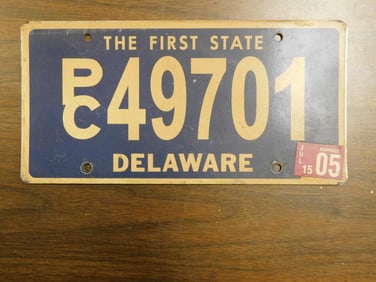 THE FIRST STATE
PC 49701
DELAWARE
JUL 15 EXPIRES 05